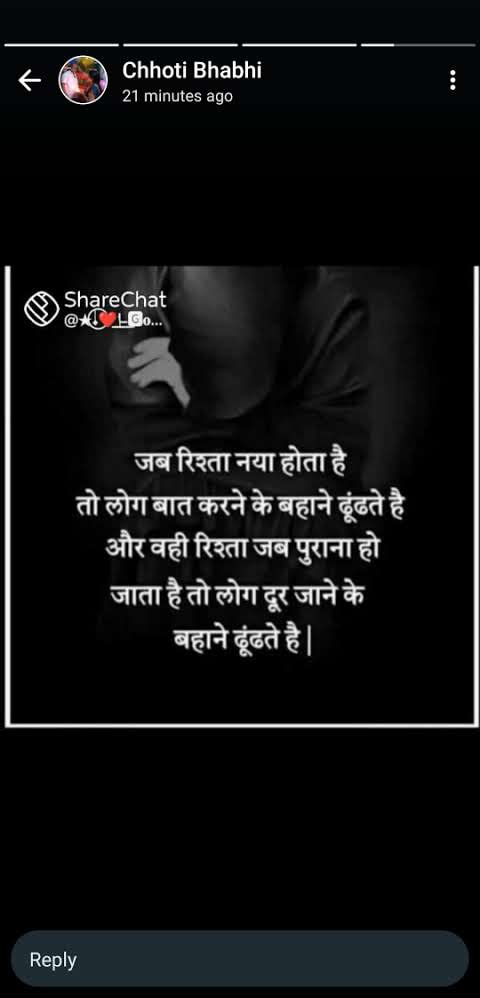 Chhoti Bhabhi
21 minutes ago
ShareChat
जब रिश्ता नया होता है
तो लोग बात करने के बहाने ढूंढते है
और वही रिश्ता जब पुराना हो
जाता है तो लोग दूर जाने के
बहाने ढूंढते है |
Reply